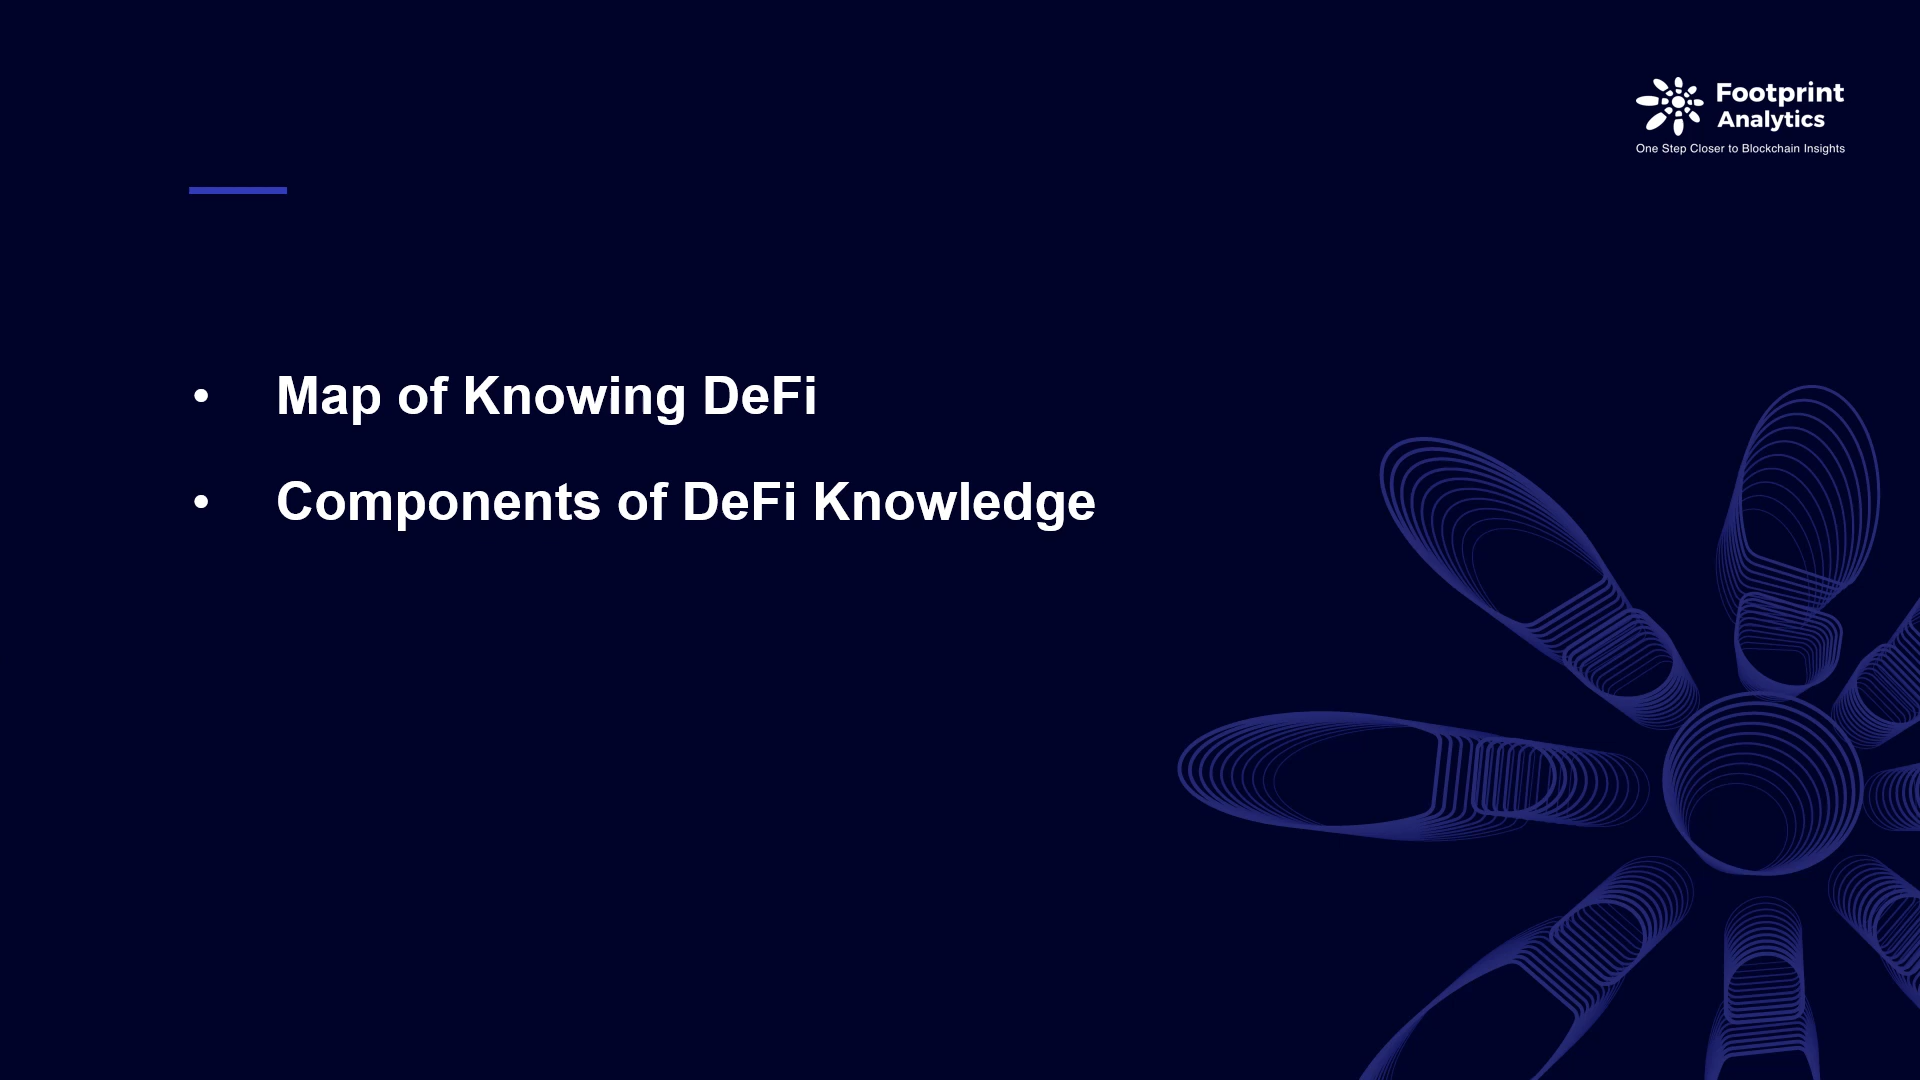 Footprint
Analytics
One Step Closer to Blockchain Insights
• Map of Knowing DeFi
• Components of DeFi Knowledge